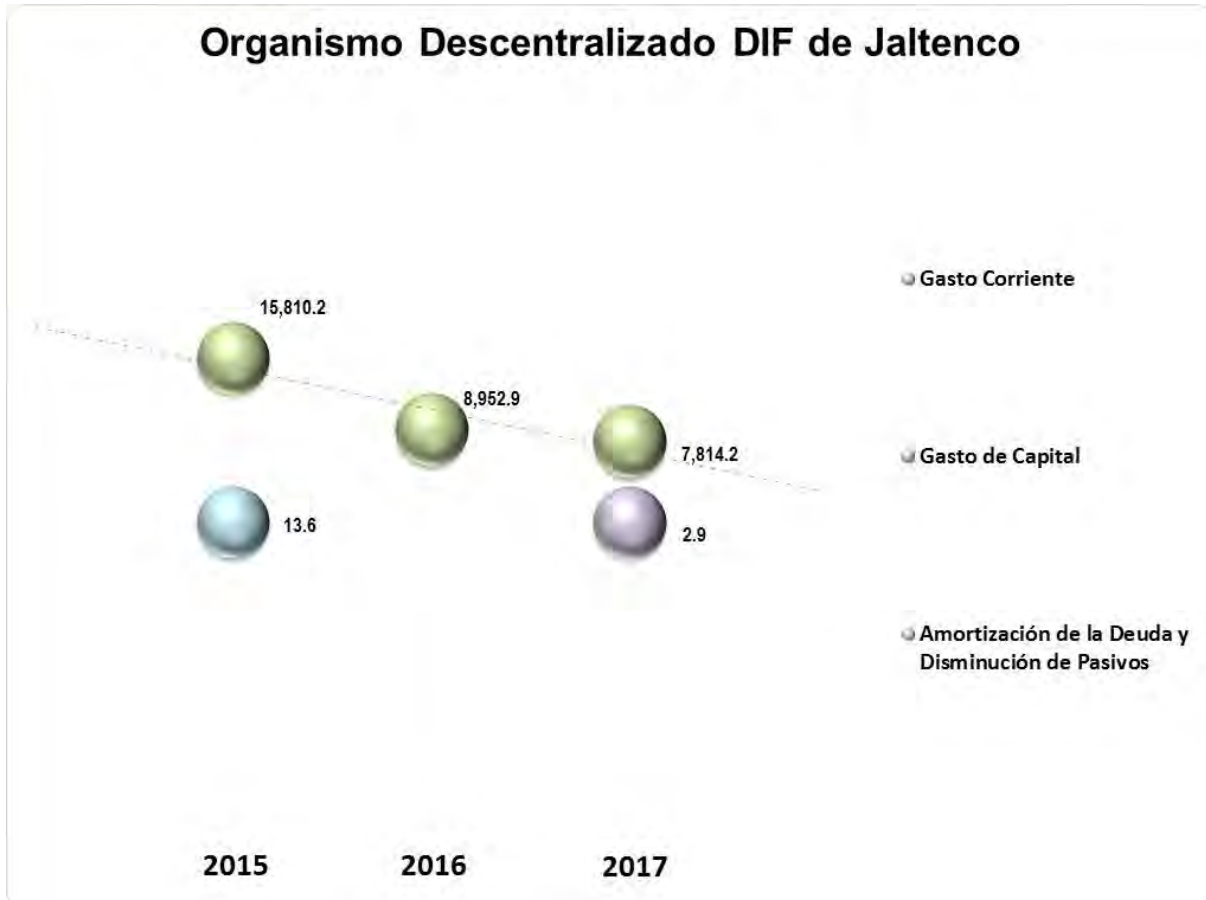 Organismo Descentralizado DIF de Jaltenco
15,810.2
8,952.9
7,814.2
13.6
2.9
Gasto Corriente
Gasto de Capital
Amortización de la Deuda y
Disminución de Pasivos
2015 2016 2017